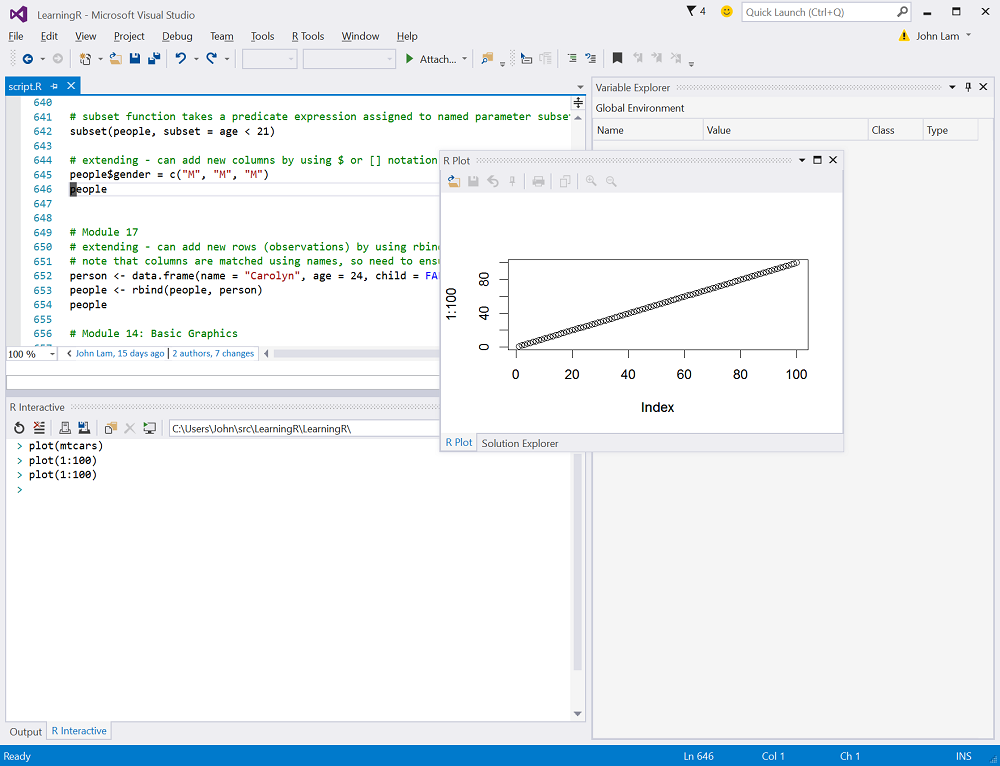 LearningR - Microsoft Visual Studio
4
Quick Launch (Ctrl+Q)
File Edit View Project Debug Team Tools R Tools Window Help
John Lam
Attach...
script.R
640
641 # subset function takes a predicate expression assigned to named parameter subse
642 subset(people, subset = age < 21)
643
644 # extending - can add new columns by using $ or [] notation
645 people$gender = c("M", "M", "M")
646 people
647
648
649 # Module 17
650 # extending - can add new rows (observations) by using rbind
651 # note that columns are matched using names, so need to ensu
652 person <- data.frame(name = "Carolyn", age = 24, child = FA
653 people <- rbind(people, person)
654 people
655
656 # Module 14: Basic Graphics
100 %
John Lam, 15 days ago | 2 authors, 7 changes
R Interactive
C:\Users\John\src\LearningR\LearningR\
> plot(mtcars)
> plot(1:100)
> plot(1:100)
>
Output
R Interactive
R Plot
1:100
0 40 80
0 20 40 60 80 100
Index
R Plot
Solution Explorer
Variable Explorer
Global Environment
Name Value Class Type
Ready
Ln 646 Col 1 Ch 1 INS